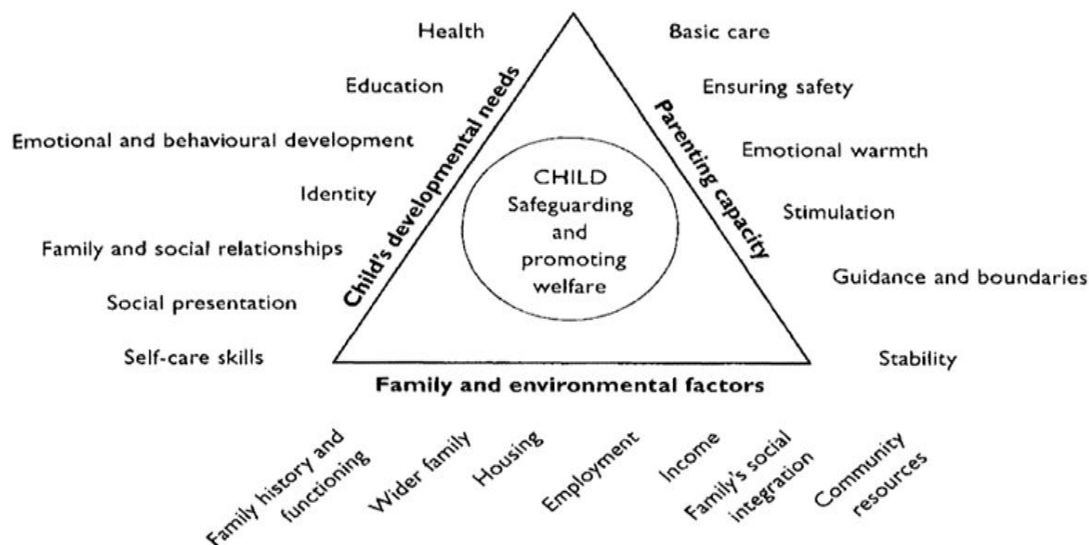 Health
Education
Emotional and behavioural development
Identity
Family and social relationships
Social presentation
Self-care skills
Child's developmental needs
CHILD
Safeguarding
and
promoting
welfare
Parenting capacity
Basic care
Ensuring safety
Emotional warmth
Stimulation
Guidance and boundaries
Stability
Family and environmental factors
Family history and
functioning
Wider family
Housing
Employment
Income
Family's social
integration
Community
resources